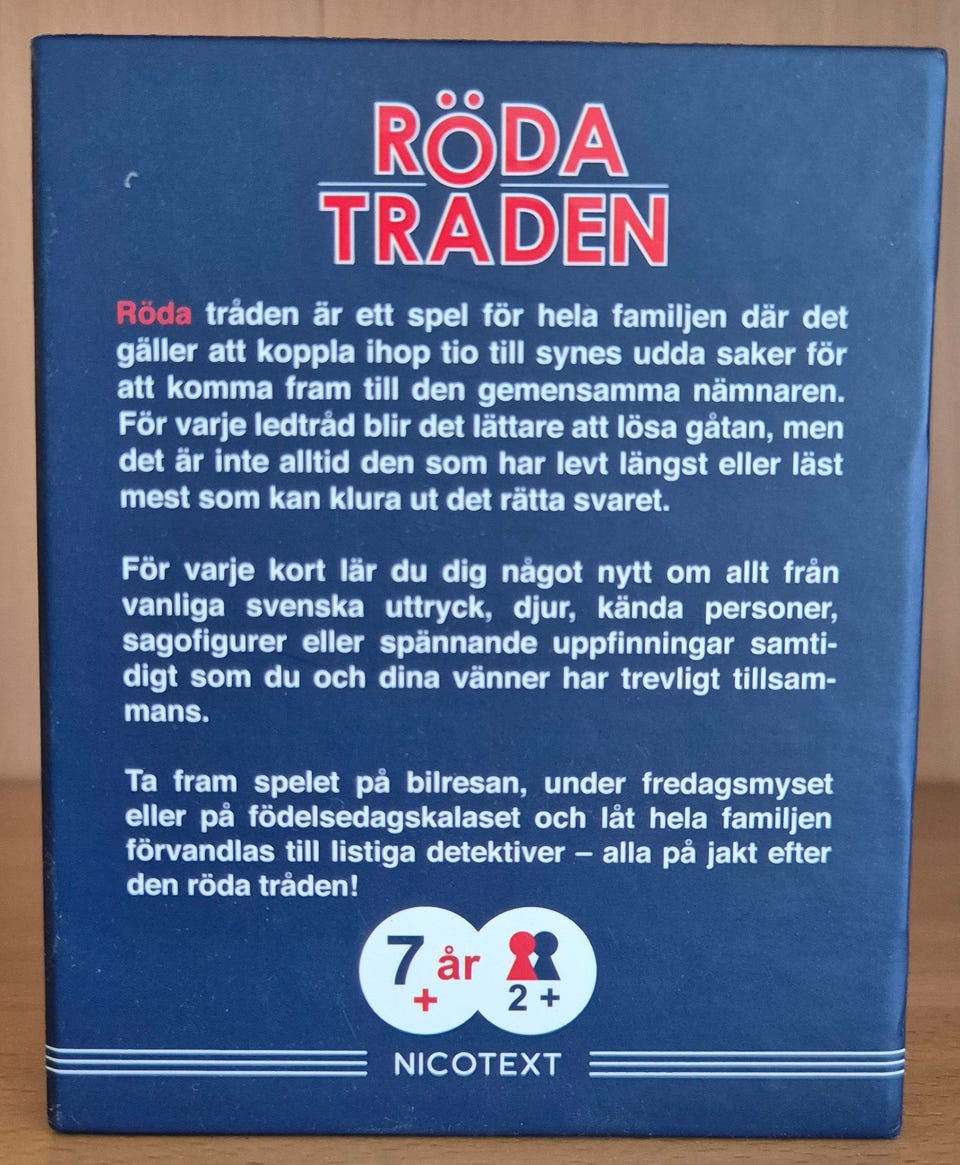 RÖDA
TRÅDEN
Röda tråden är ett spel för hela familjen där det
gäller att koppla ihop tio till synes udda saker för
att komma fram till den gemensamma nämnaren.
För varje ledtråd blir det lättare att lösa gåtan, men
det är inte alltid den som har levt längst eller läst
mest som kan klura ut det rätta svaret.
För varje kort lär du dig något nytt om allt från
vanliga svenska uttryck, djur, kända personer,
sagofigurer eller spännande uppfinningar samti-
digt som du och dina vänner har trevligt tillsam-
mans.
Ta fram spelet på bilresan, under fredagsmyset
eller på födelsedagskalaset och låt hela familjen
förvandlas till listiga detektiver – alla på jakt efter
den röda tråden!
7+ år
2 +
NICOTEXT